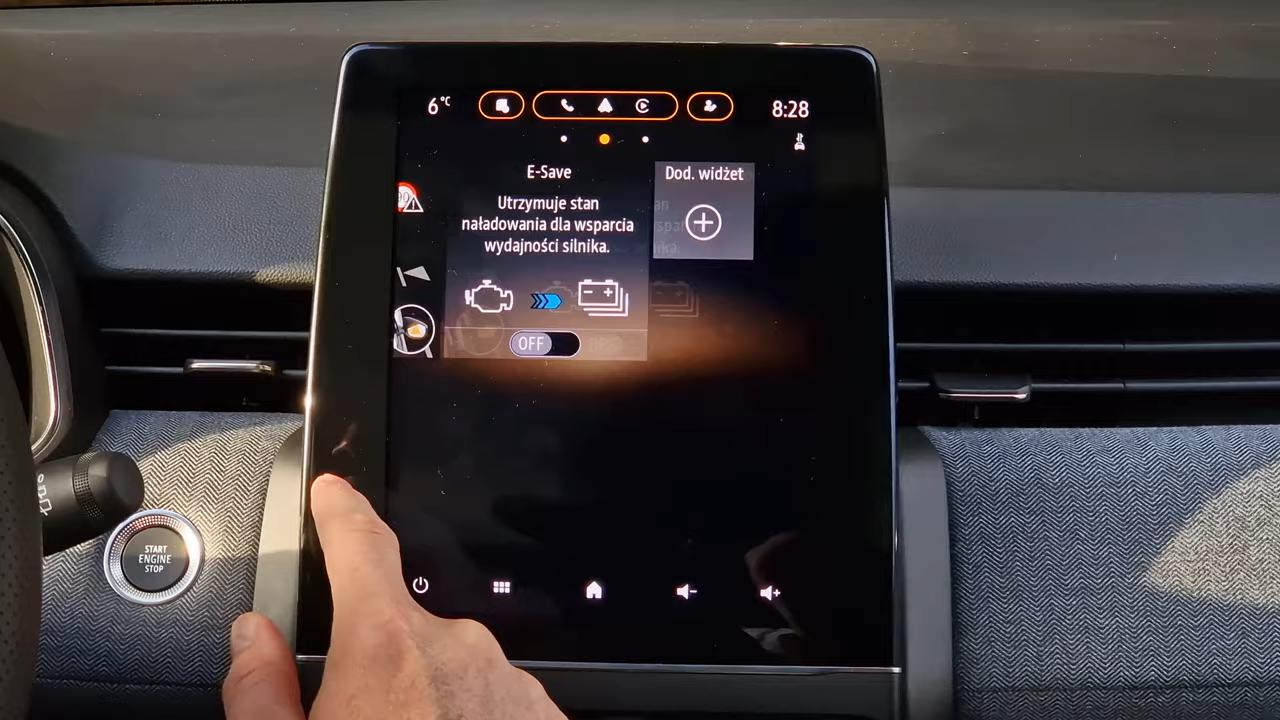 6°C
8:28
E-Save
Dod. widżet
Utrzymuje stan
naładowania dla wsparcia
wydajności silnika.
OFF
START
ENGINE
STOP